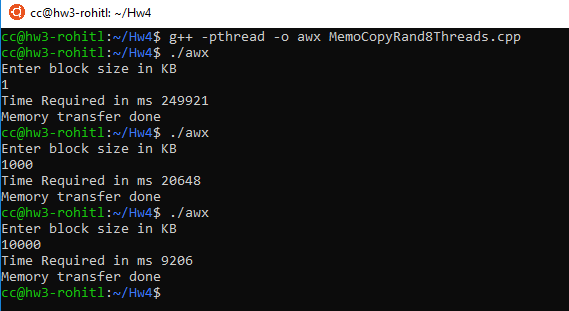 cc@hw3-rohitl: ~/Hw4
cc@hw3-rohitl:~/Hw4$ g++ -pthread -o awx MemoCopyRand8Threads.cpp
cc@hw3-rohitl:~/Hw4$ ./awx
Enter block size in KB
1
Time Required in ms 249921
Memory transfer done
cc@hw3-rohitl:~/Hw4$ ./awx
Enter block size in KB
1000
Time Required in ms 20648
Memory transfer done
cc@hw3-rohitl:~/Hw4$ ./awx
Enter block size in KB
10000
Time Required in ms 9206
Memory transfer done
cc@hw3-rohitl:~/Hw4$